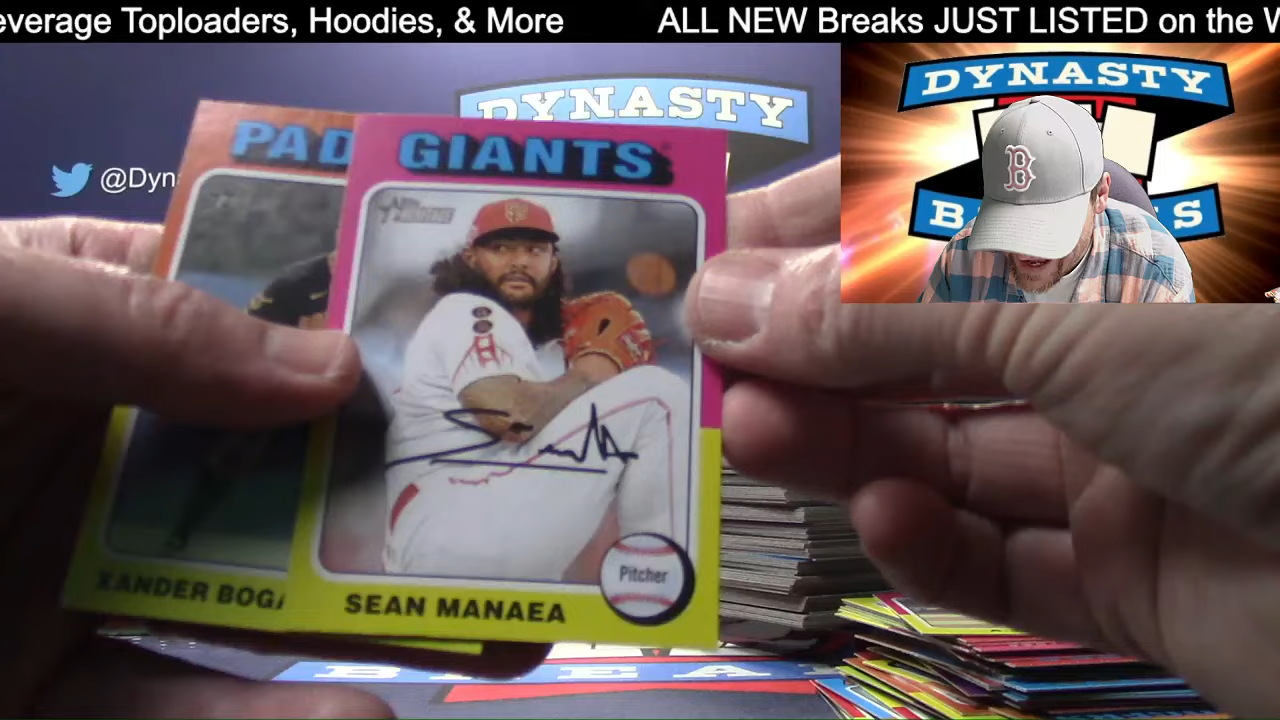 everage Toploaders, Hoodies, & More ALL NEW Breaks JUST LISTED on the W
DYNASTY
DYNASTY
@Dyn
PAD
GIANTS
B
B
S
Pitcher
XANDER BOGA
SEAN MANAEA
B E A